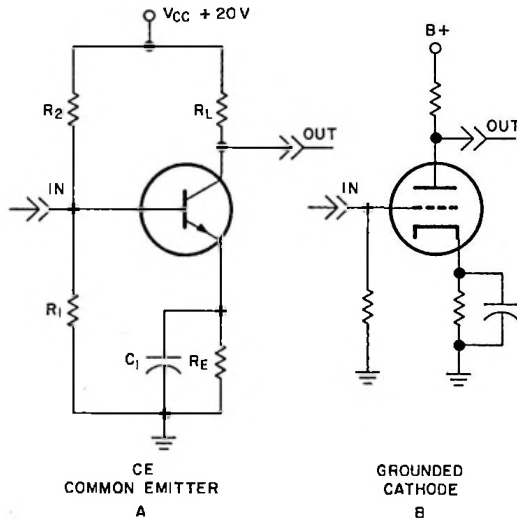 VCC + 20 V
B+
R2
RL
OUT
OUT
IN
IN
R1
C1
RE
CE
COMMON EMITTER
A
GROUNDED
CATHODE
B